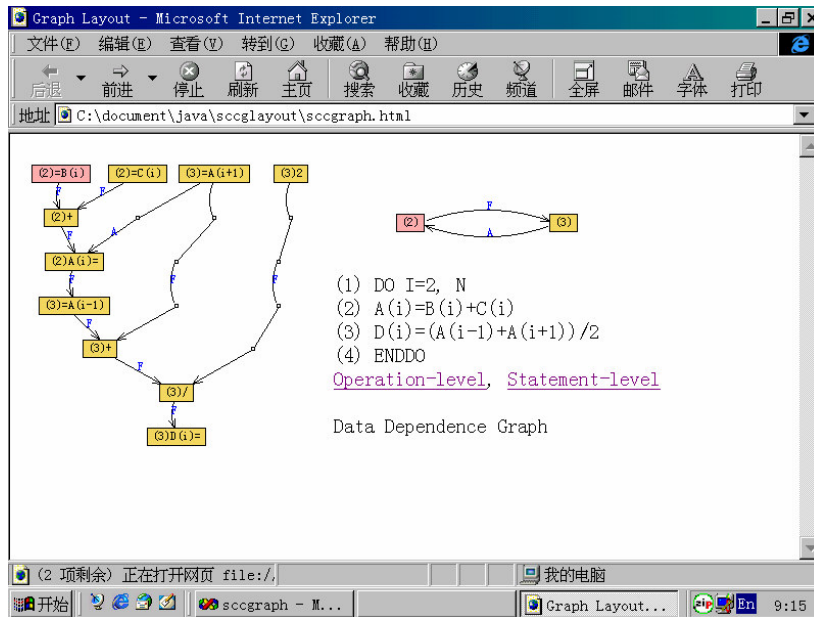 Graph Layout - Microsoft Internet Explorer
文件(F) 编辑(E) 查看(V) 转到(G) 收藏(A) 帮助(H)
后退 前进 停止 刷新 主页 搜索 收藏 历史 频道 全屏 邮件 字体 打印
地址 C:\document\java\sccglayout\sccgraph.html
(2)=B(i) (2)=C(i) (3)=A(i+1) (3)2
F F
(2)+
F A
(2)A(i)=
F F F
(3)=A(i-1)
F
(3)+
F
(3)/
F
(3)D(i)=
F
(2) (3)
A
(1) DO I=2, N
(2) A(i)=B(i)+C(i)
(3) D(i)=(A(i-1)+A(i+1))/2
(4) ENDDO
Operation-level, Statement-level
Data Dependence Graph
(2 项剩余) 正在打开网页 file:/, 我的电脑
开始 sccgraph - M... Graph Layout... zip En 9:15